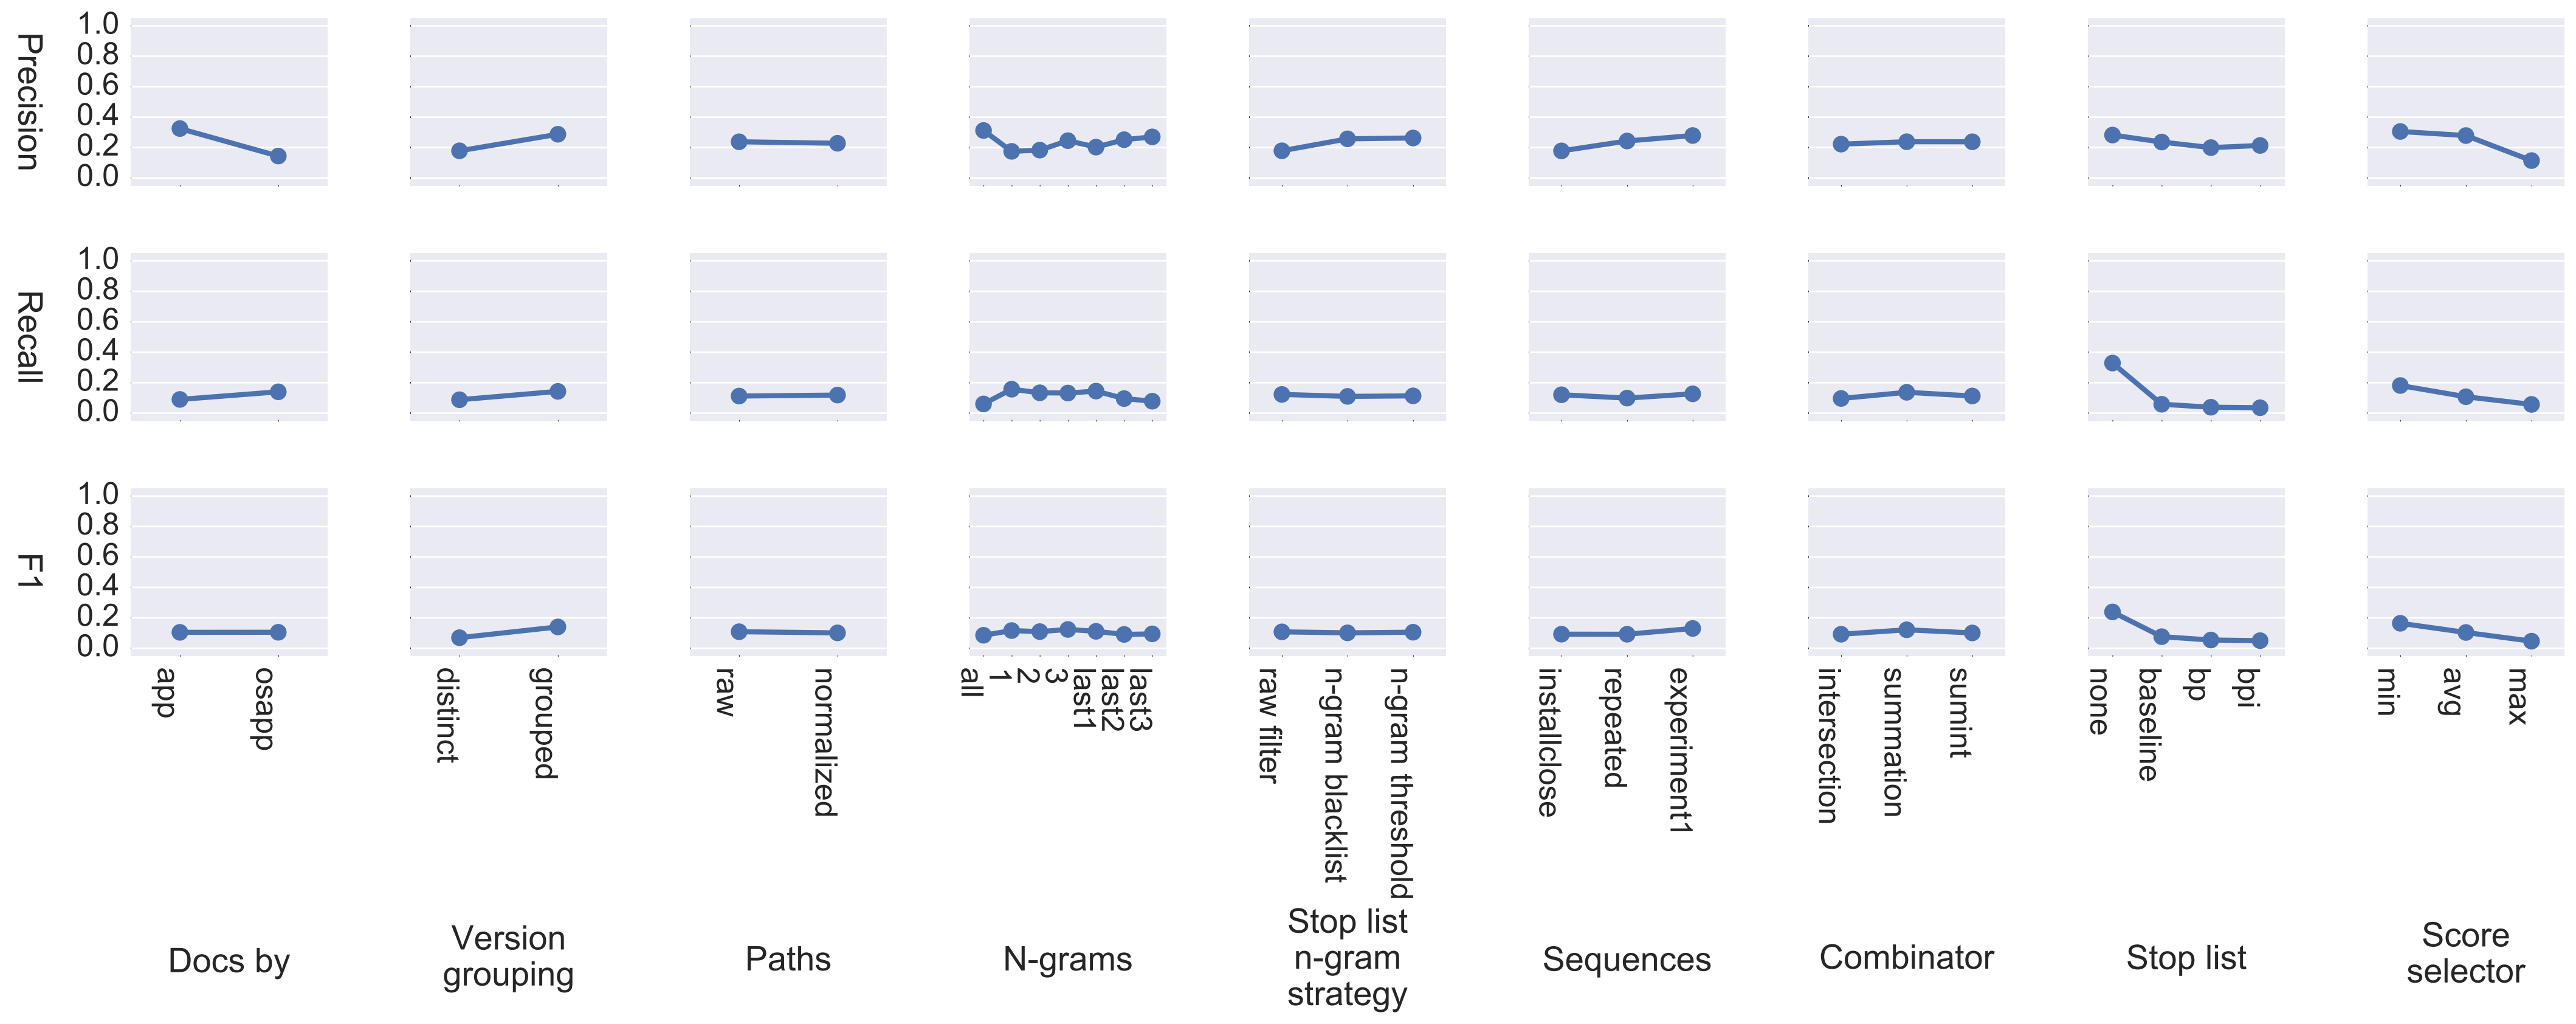 Precision
1.0
0.8
0.6
0.4
0.2
0.0
Recall
1.0
0.8
0.6
0.4
0.2
0.0
F1
1.0
0.8
0.6
0.4
0.2
0.0
app
osapp
distinct
grouped
raw
normalized
all
1
2
3
last1
last2
last3
raw filter
n-gram blacklist
n-gram threshold
installclose
repeated
experiment1
intersection
summation
sumint
none
baseline
bp
bpi
min
avg
max
Docs by
Version
grouping
Paths
N-grams
Stop list
n-gram
strategy
Sequences
Combinator
Stop list
Score
selector